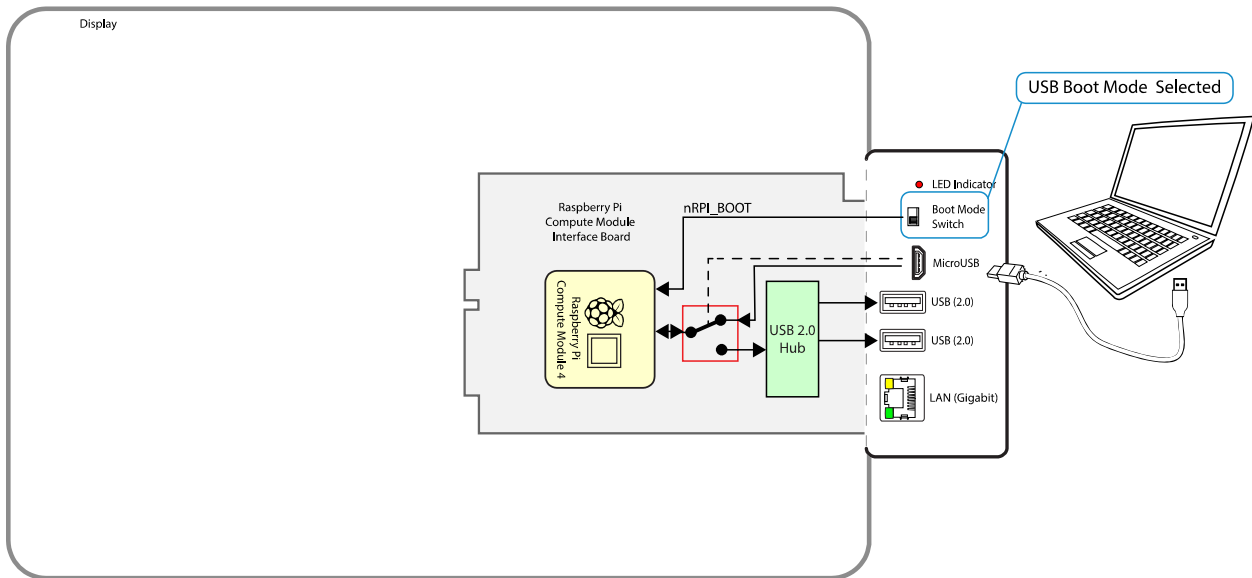 Display
USB Boot Mode Selected
LED Indicator
Raspberry Pi
Compute Module
Interface Board
nRPI_BOOT
Boot Mode
Switch
MicroUSB
Raspberry Pi
Compute Module 4
USB 2.0
Hub
USB (2.0)
USB (2.0)
LAN (Gigabit)